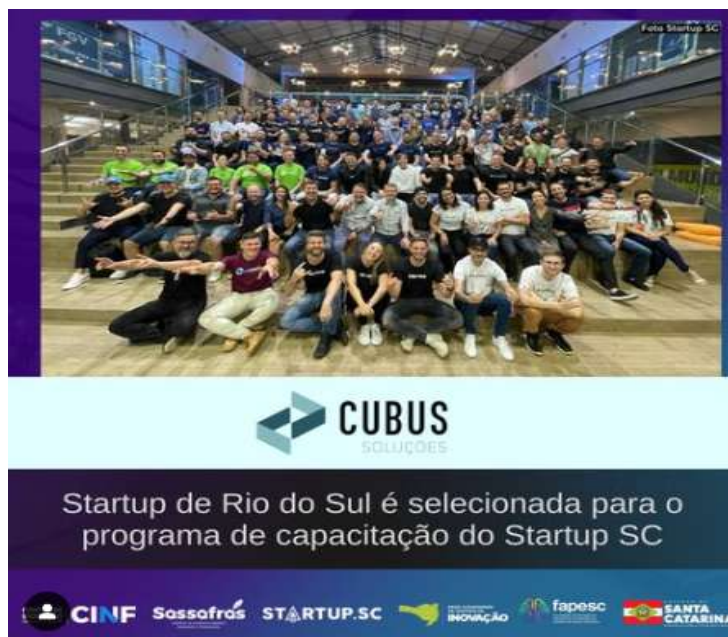 FGV
Foto Startup SC
CUBUS
SOLUÇÕES
Startup de Rio do Sul é selecionada para o
programa de capacitação do Startup SC
CINF
Sassafrás
STARTUP.SC
INOVAÇÃO
fapesc
SANTA
CATARINA